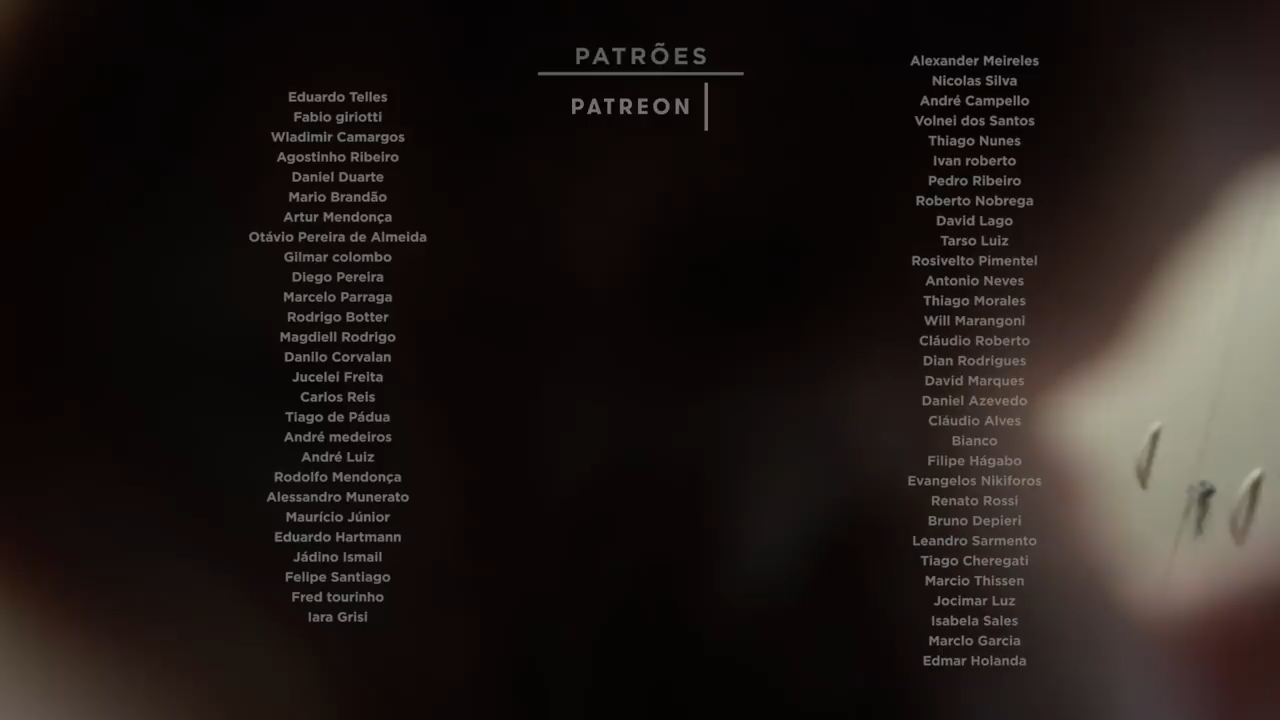 PATRÕES
PATREON
Eduardo Telles
Fabio giriotti
Wladimir Camargos
Agostinho Ribeiro
Daniel Duarte
Mario Brandão
Artur Mendonça
Otávio Pereira de Almeida
Gilmar colombo
Diego Pereira
Marcelo Parraga
Rodrigo Botter
Magdiell Rodrigo
Danilo Corvalan
Jucelei Freita
Carlos Reis
Tiago de Pádua
André medeiros
André Luiz
Rodolfo Mendonça
Alessandro Munerato
Maurício Júnior
Eduardo Hartmann
Jádino Ismail
Felipe Santiago
Fred tourinho
Iara Grisi
Alexander Meireles
Nicolas Silva
André Campello
Volnei dos Santos
Thiago Nunes
Ivan roberto
Pedro Ribeiro
Roberto Nobrega
David Lago
Tarso Luiz
Rosivelto Pimentel
Antonio Neves
Thiago Morales
Will Marangoni
Cláudio Roberto
Dian Rodrigues
David Marques
Daniel Azevedo
Cláudio Alves
Bianco
Filipe Hágabo
Evangelos Nikiforos
Renato Rossi
Bruno Depieri
Leandro Sarmento
Tiago Cheregati
Marcio Thissen
Jocimar Luz
Isabela Sales
Marclo Garcia
Edmar Holanda